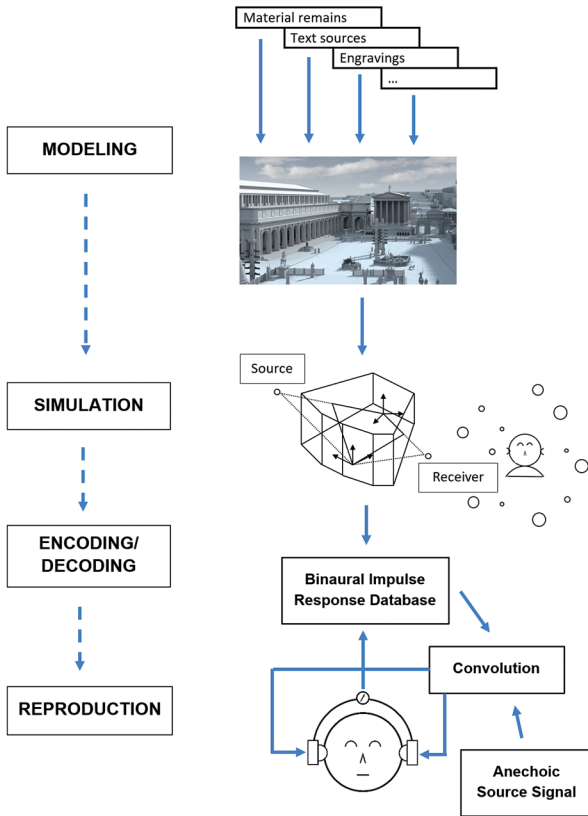 Material remains
Text sources
Engravings
...
MODELING
Source
SIMULATION
Receiver
ENCODING/
DECODING
Binaural Impulse
Response Database
Convolution
REPRODUCTION
Anechoic
Source Signal